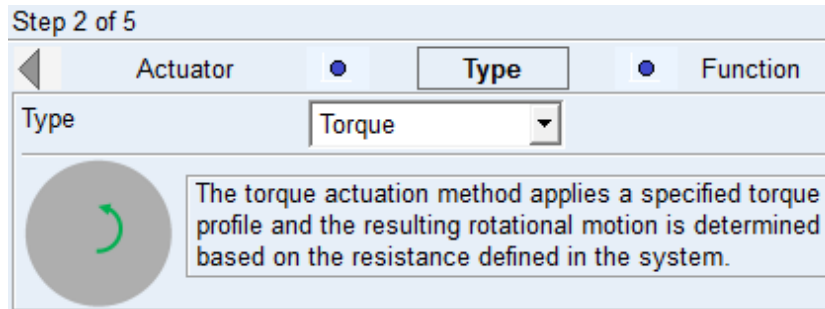 Step 2 of 5
Actuator Type Function
Type Torque
The torque actuation method applies a specified torque
profile and the resulting rotational motion is determined
based on the resistance defined in the system.